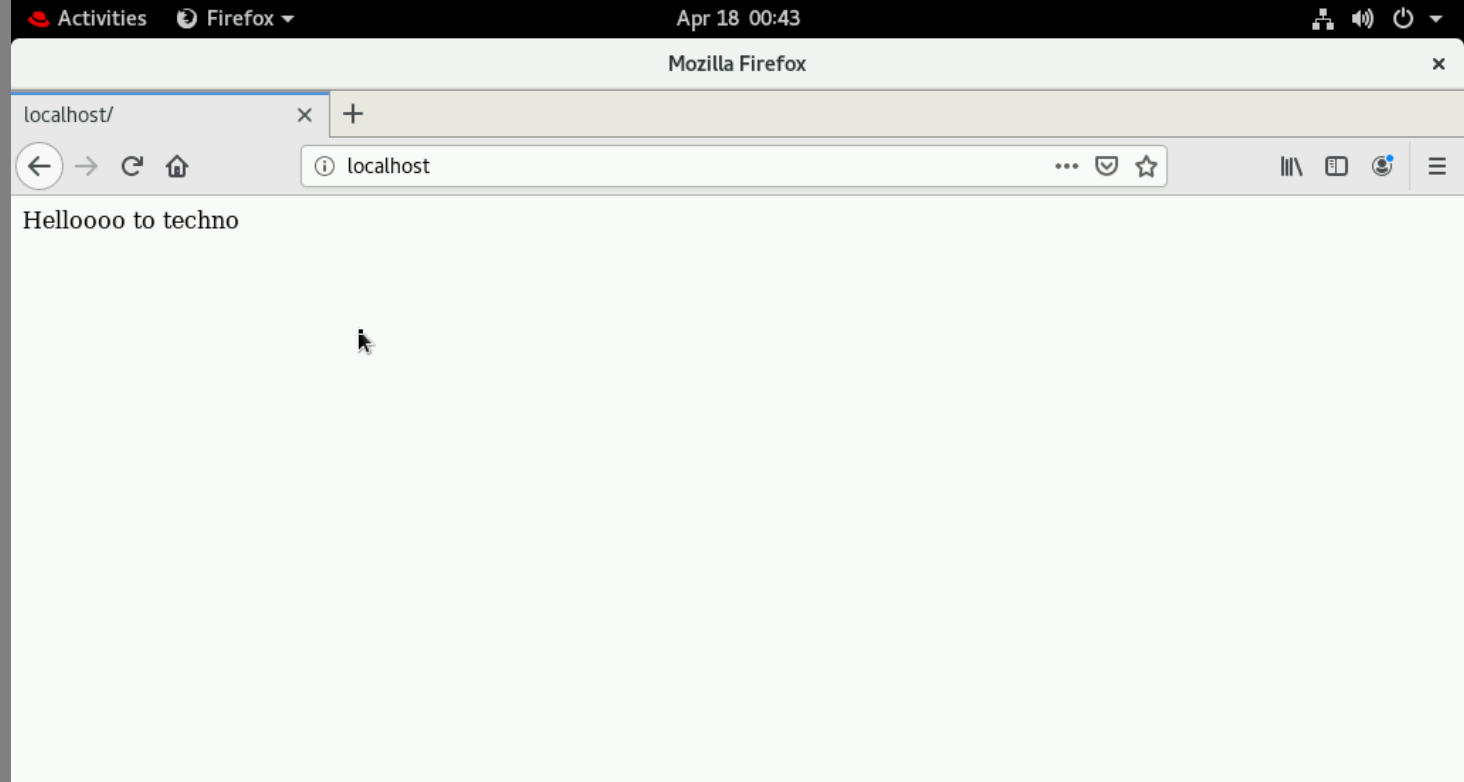 Activities Firefox Apr 18 00:43
Mozilla Firefox
localhost/
localhost
Helloooo to techno